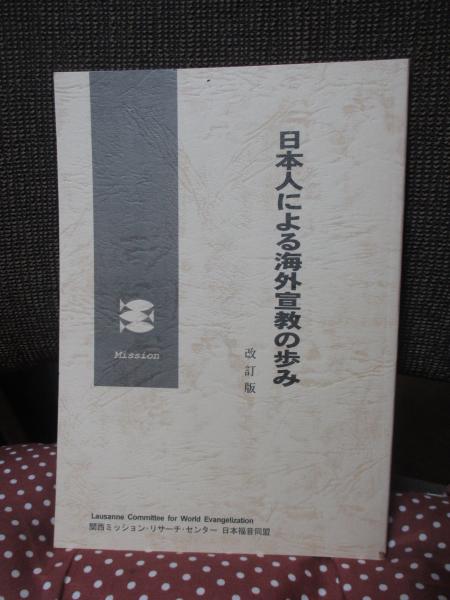 日本人による海外宣教の歩み
改訂版
Mission
Lausanne Committee for World Evangelization
関西ミッション・リサーチ・センター 日本福音同盟